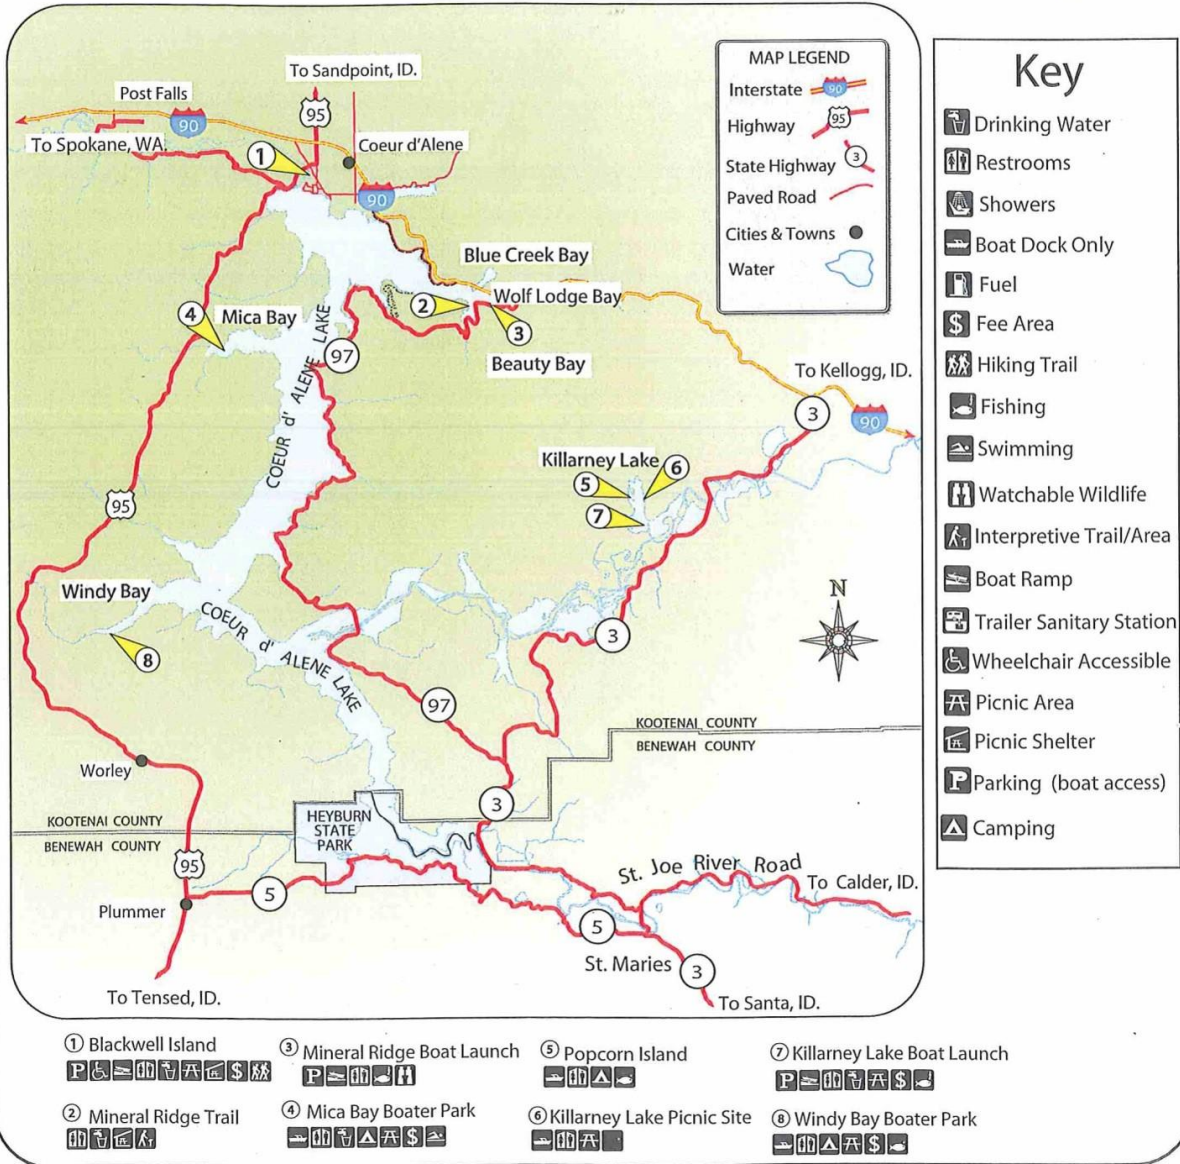 To Sandpoint, ID.
Post Falls
95
90
To Spokane, WA.
1
Coeur d'Alene
90
Blue Creek Bay
2
Wolf Lodge Bay
3
Beauty Bay
4
Mica Bay
97
COEUR d' ALENE LAKE
To Kellogg, ID.
3
90
Killarney Lake
6
5
7
95
Windy Bay
8
COEUR d' ALENE LAKE
3
N
97
KOOTENAI COUNTY
BENEWAH COUNTY
Worley
3
HEYBURN
STATE
PARK
KOOTENAI COUNTY
BENEWAH COUNTY
95
5
Plummer
St. Joe River Road
To Calder, ID.
5
St. Maries
3
To Tensed, ID.
To Santa, ID.
MAP LEGEND
Interstate 90
Highway 95
State Highway 3
Paved Road
Cities & Towns
Water
Key
Drinking Water
Restrooms
Showers
Boat Dock Only
Fuel
$ Fee Area
Hiking Trail
Fishing
Swimming
Watchable Wildlife
Interpretive Trail/Area
Boat Ramp
Trailer Sanitary Station
Wheelchair Accessible
Picnic Area
Picnic Shelter
P Parking (boat access)
Camping
1 Blackwell Island
P $
2 Mineral Ridge Trail
3 Mineral Ridge Boat Launch
P
4 Mica Bay Boater Park
$
5 Popcorn Island
6 Killarney Lake Picnic Site
7 Killarney Lake Boat Launch
P $
8 Windy Bay Boater Park
$